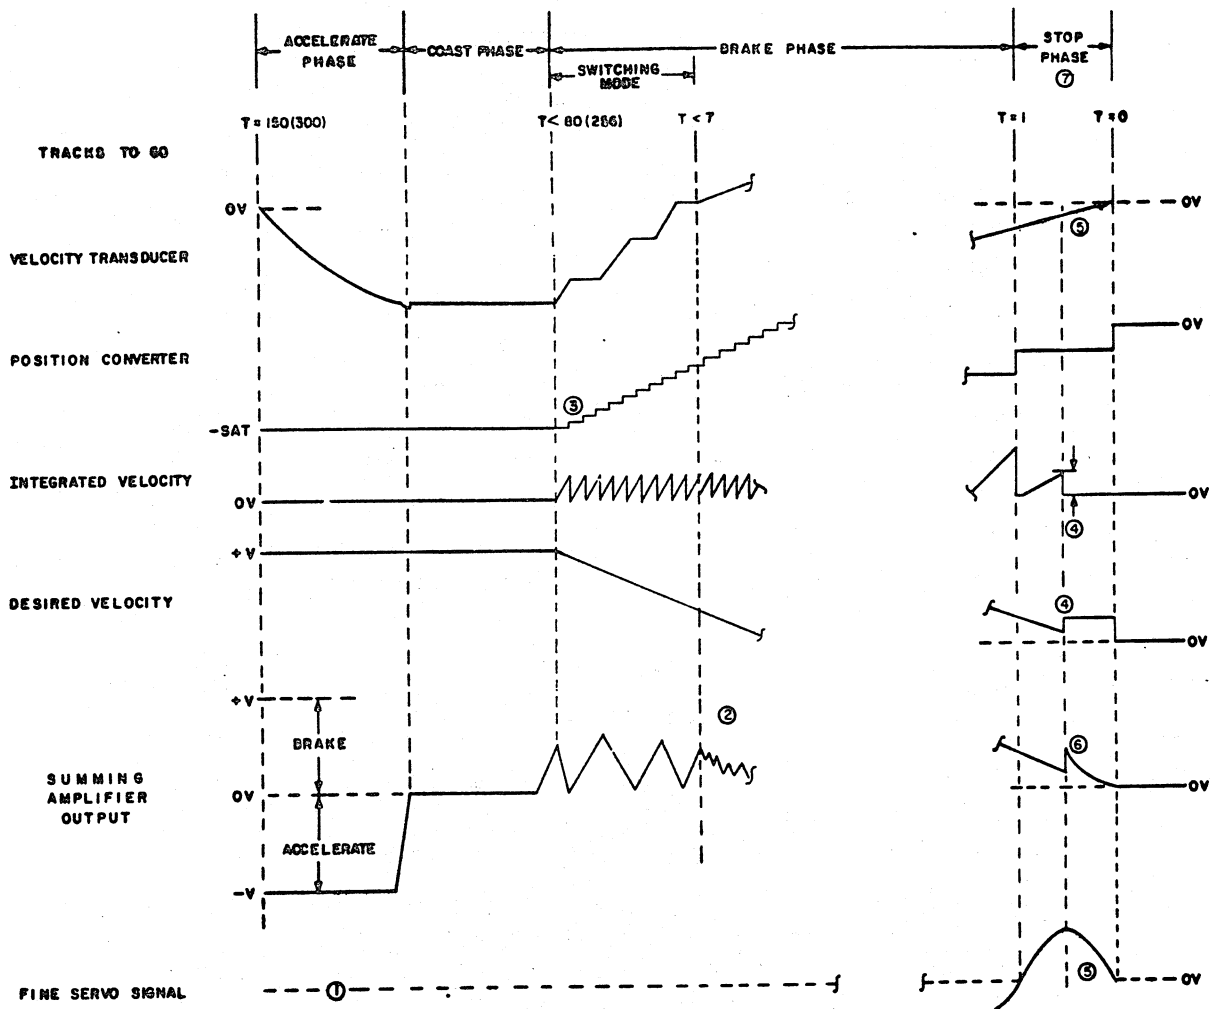 ACCELERATE PHASE
COAST PHASE
BRAKE PHASE
STOP PHASE
⑦
SWITCHING MODE
TRACKS TO GO
T = 150(300)
T < 80(256)
T < 7
T = 1
T = 0
VELOCITY TRANSDUCER
0V
⑤
0V
POSITION CONVERTER
-SAT
③
0V
INTEGRATED VELOCITY
0V
④
0V
DESIRED VELOCITY
+V
④
0V
SUMMING AMPLIFIER OUTPUT
+V
BRAKE
0V
ACCELERATE
-V
②
⑥
0V
FINE SERVO SIGNAL
①
⑤
0V